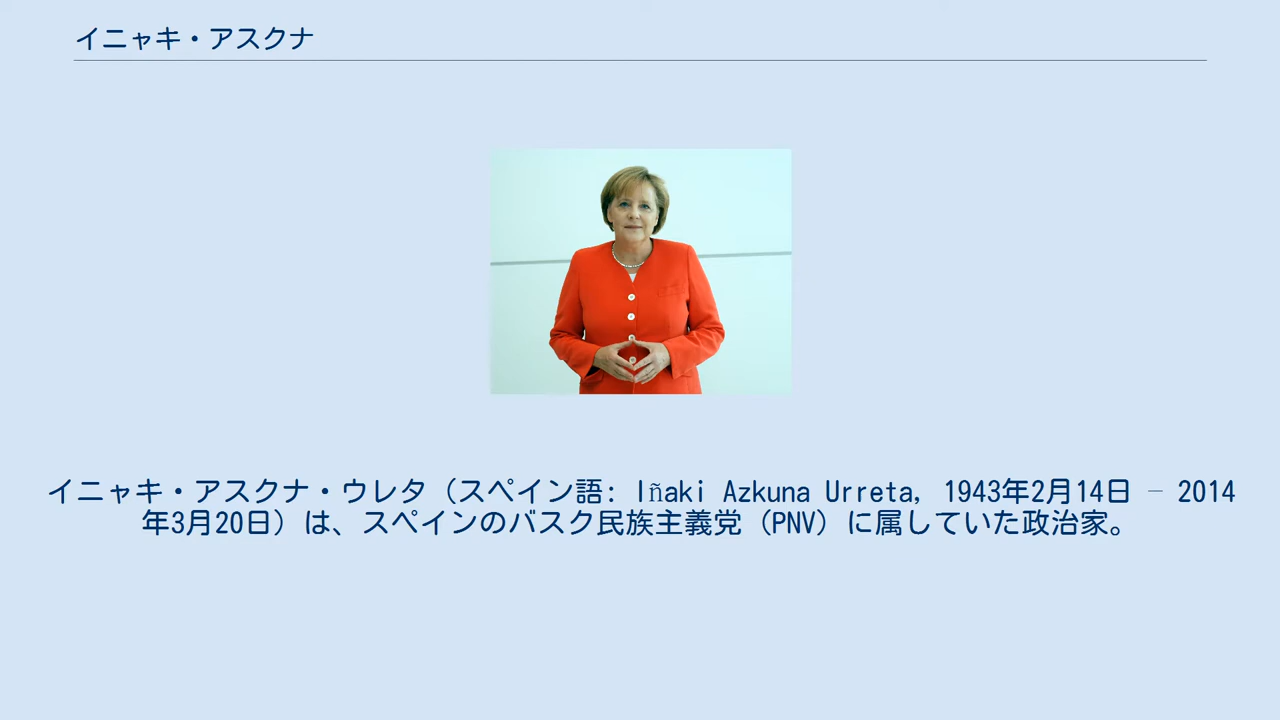 イニャキ・アスクナ
イニャキ・アスクナ・ウレタ（スペイン語: Iñaki Azkuna Urreta, 1943年2月14日 – 2014
年3月20日）は、スペインのバスク民族主義党（PNV）に属していた政治家。